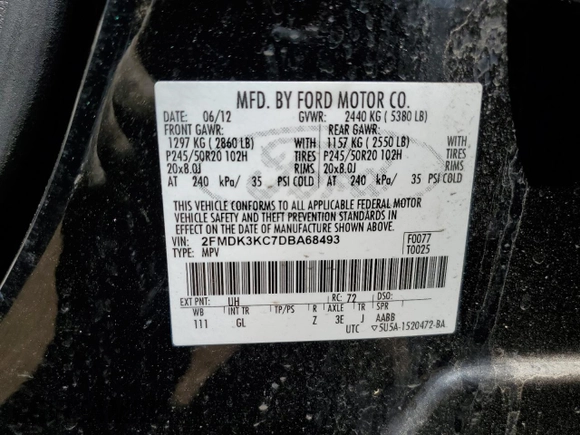 MFD. BY FORD MOTOR CO.
DATE: 06/12 GVWR: 2440 KG ( 5380 LB)
FRONT GAWR: REAR GAWR:
1297 KG ( 2860 LB) WITH 1157 KG ( 2550 LB) WITH
P245/50R20 102H TIRES P245/50R20 102H TIRES
20x8.0J RIMS 20x8.0J RIMS
AT 240 kPa/ 35 PSI COLD AT 240 kPa/ 35 PSI COLD
THIS VEHICLE CONFORMS TO ALL APPLICABLE FEDERAL MOTOR
VEHICLE SAFETY AND THEFT PREVENTION STANDARDS IN
EFFECT ON THE DATE OF MANUFACTURE SHOWN ABOVE.
VIN: 2FMDK3KC7DBA68493 F0077
TYPE: MPV T0025
EXT PNT: UH RC: 72 DSO:
WB INT TR TP/PS R AXLE TR SPR
111 GL Z 3E J AABB
UTC 5U5A-1520472-BA